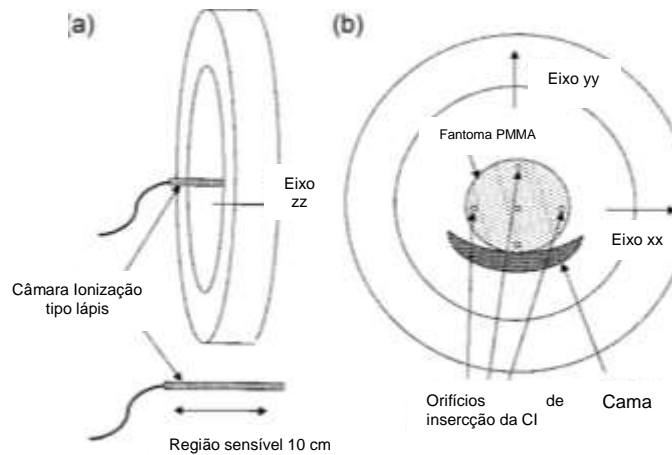 (a)
Eixo
zz
Câmara Ionização
tipo lápis
Região sensível 10 cm
(b)
Eixo yy
Fantoma PMMA
Eixo xx
Orifícios de
insercção da CI
Cama